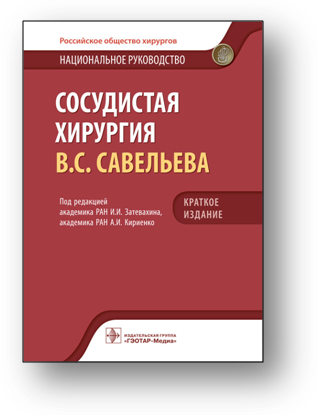 Российское общество хирургов
НАЦИОНАЛЬНОЕ РУКОВОДСТВО
СОСУДИСТАЯ
ХИРУРГИЯ
В.С. САВЕЛЬЕВА
Под редакцией
академика РАН И.И. Затевахина,
академика РАН А.И. Кириенко
КРАТКОЕ
ИЗДАНИЕ
ИЗДАТЕЛЬСКАЯ ГРУППА
«ГЭОТАР-Медиа»